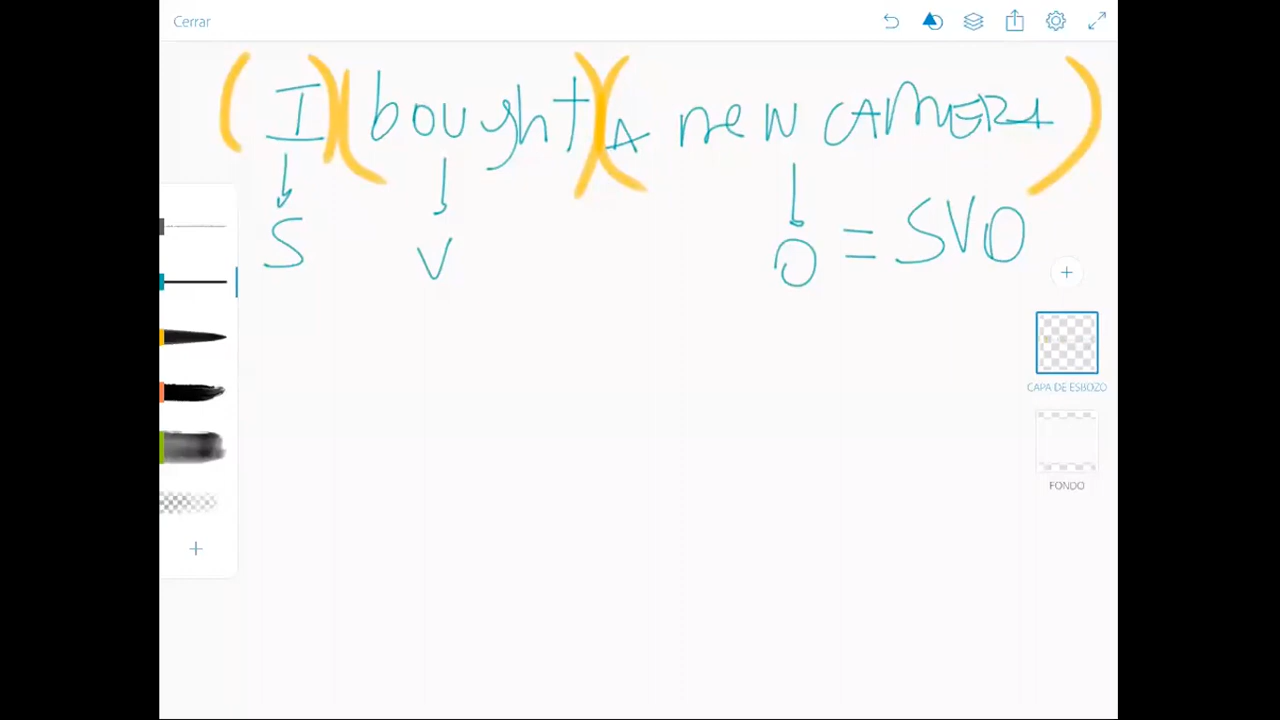 Cerrar
( I )( bought )( A new CAMERA )
S V O = SVO
CAPA DE ESBOZO
FONDO